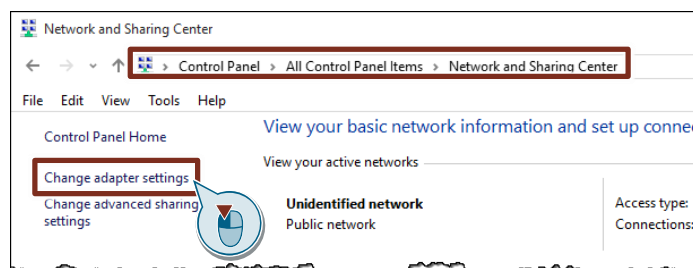 Network and Sharing Center
Control Panel > All Control Panel Items > Network and Sharing Center
File Edit View Tools Help
Control Panel Home
View your basic network information and set up
View your active networks
Change adapter settings
Change advanced sharing
settings
Unidentified network
Public network
Access type:
Connections: